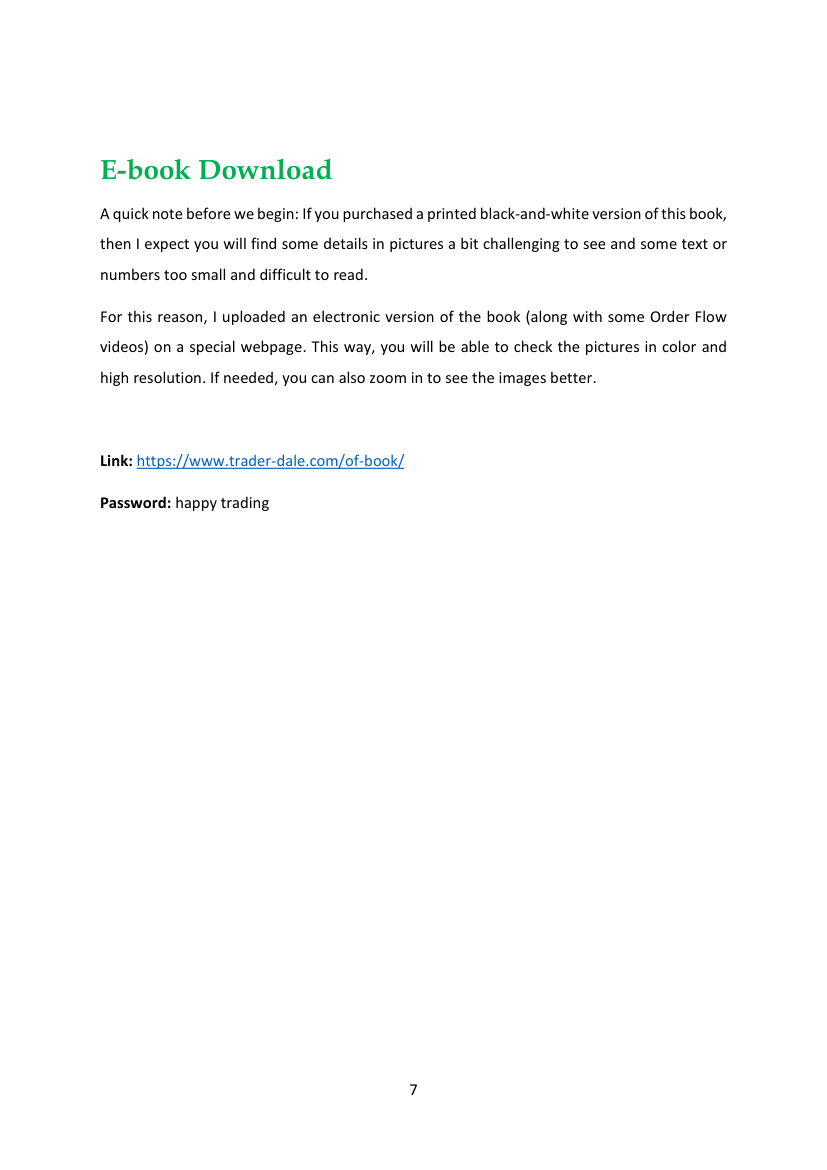 E-book Download
A quick note before we begin: If you purchased a printed black-and-white version of this book,
then I expect you will find some details in pictures a bit challenging to see and some text or
numbers too small and difficult to read.
For this reason, I uploaded an electronic version of the book (along with some Order Flow
videos) on a special webpage. This way, you will be able to check the pictures in color and
high resolution. If needed, you can also zoom in to see the images better.
Link: https://www.trader-dale.com/of-book/
Password: happy trading
7